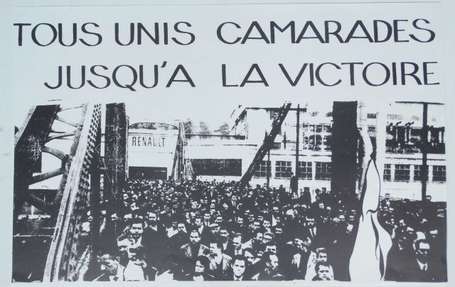 TOUS UNIS CAMARADES
JUSQU'A LA VICTOIRE
RENAULT